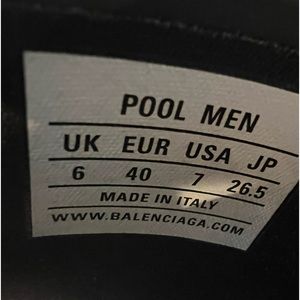 POOL MEN
UK EUR USA JP
6 40 7 26.5
MADE IN ITALY
WWW.BALENCIAGA.COM